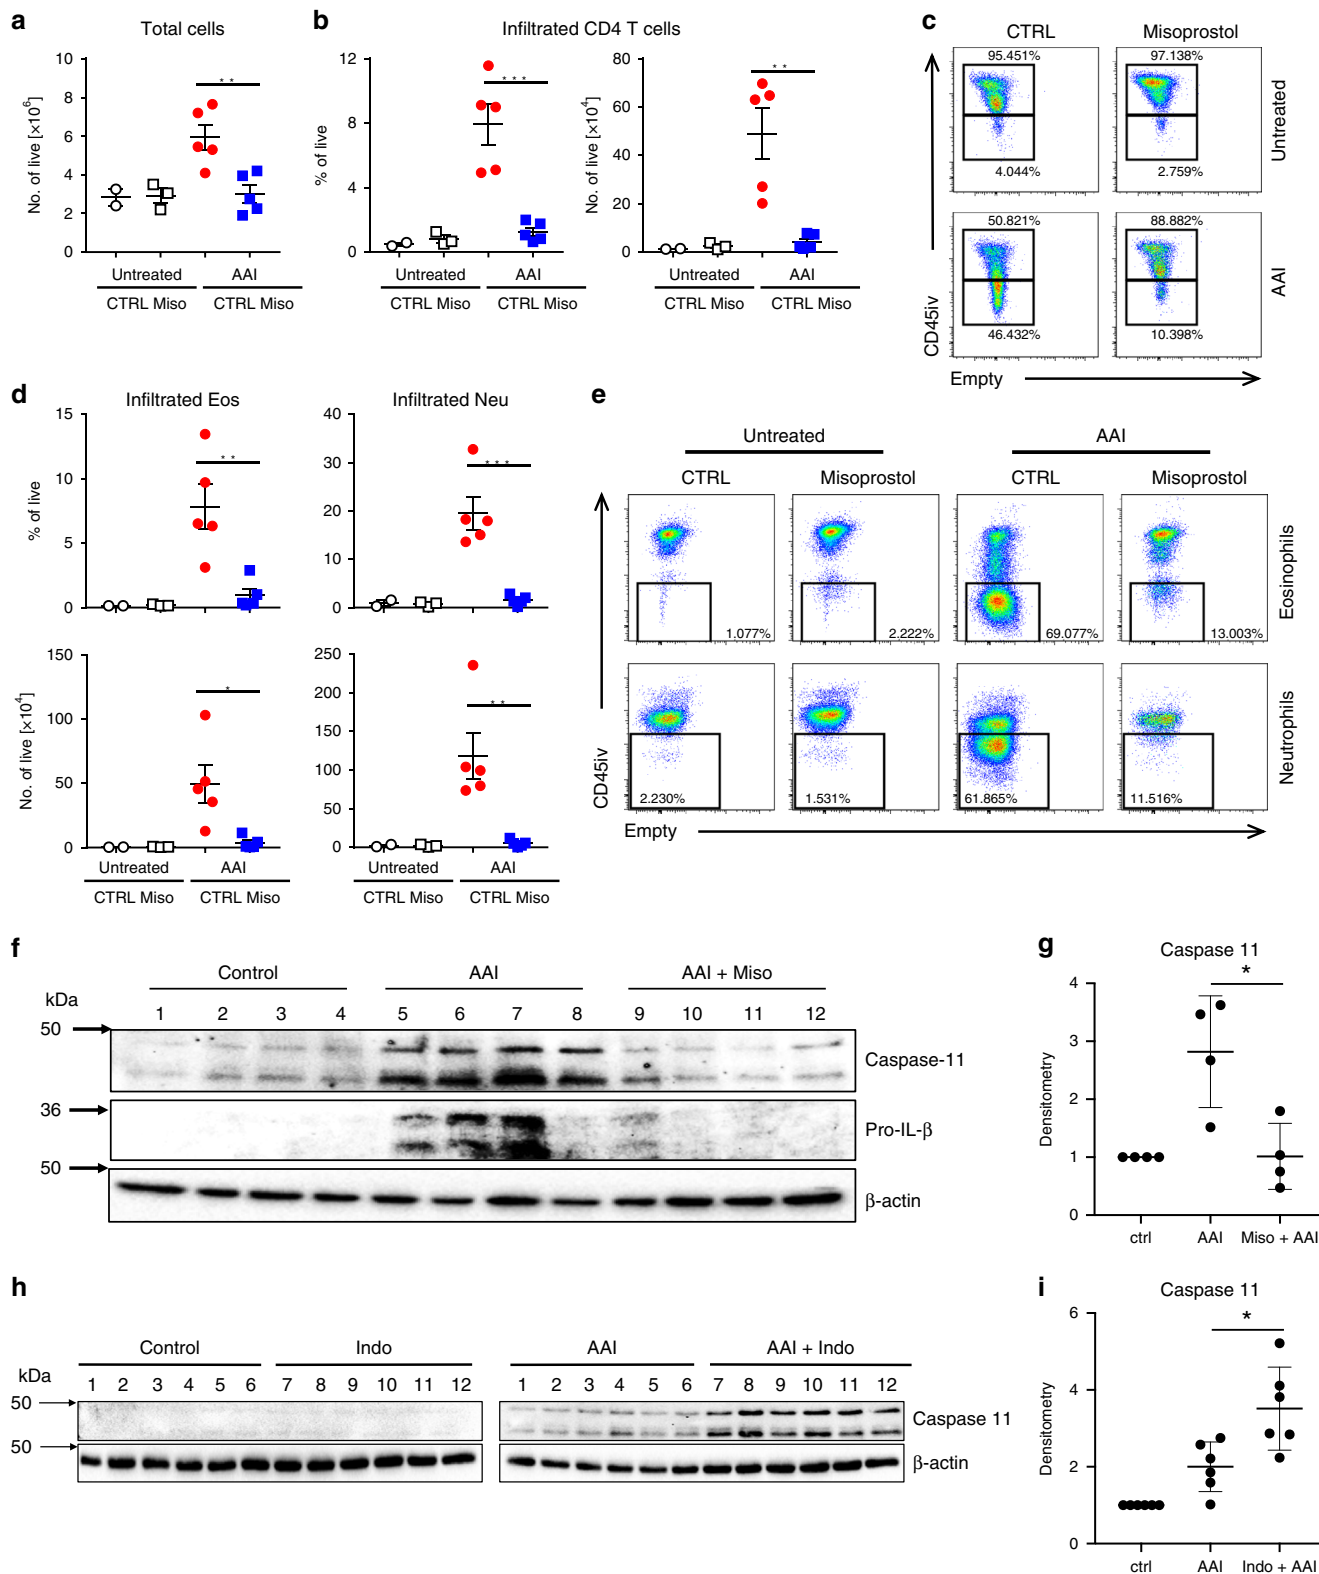 a
Total cells
No. of live [×10⁶]
10
8
6
4
2
0
* *
Untreated AAI
CTRL Miso CTRL Miso
b
Infiltrated CD4 T cells
% of live
12
8
4
0
* * *
Untreated AAI
CTRL Miso CTRL Miso
No. of live [×10⁴]
80
60
40
20
0
* *
Untreated AAI
CTRL Miso CTRL Miso
c
CTRL Misoprostol
95.451% 97.138%
4.044% 2.759%
Untreated
50.821% 88.882%
46.432% 10.398%
AAI
CD45iv
Empty
d
Infiltrated Eos
% of live
15
10
5
0
* *
Infiltrated Neu
40
30
20
10
0
* * *
No. of live [×10⁴]
150
100
50
0
*
Untreated AAI
CTRL Miso CTRL Miso
250
200
150
100
50
0
* *
Untreated AAI
CTRL Miso CTRL Miso
e
Untreated AAI
CTRL Misoprostol CTRL Misoprostol
1.077% 2.222% 69.077% 13.003%
Eosinophils
2.230% 1.531% 61.865% 11.516%
Neutrophils
CD45iv
Empty
f
Control AAI AAI + Miso
kDa
1 2 3 4 5 6 7 8 9 10 11 12
50
Caspase-11
36
Pro-IL-β
50
β-actin
g
Caspase 11
Densitometry
4
3
2
1
0
*
ctrl AAI Miso + AAI
h
Control Indo AAI AAI + Indo
kDa
1 2 3 4 5 6 7 8 9 10 11 12 1 2 3 4 5 6 7 8 9 10 11 12
50
Caspase 11
50
β-actin
i
Caspase 11
Densitometry
6
4
2
0
*
ctrl AAI Indo + AAI